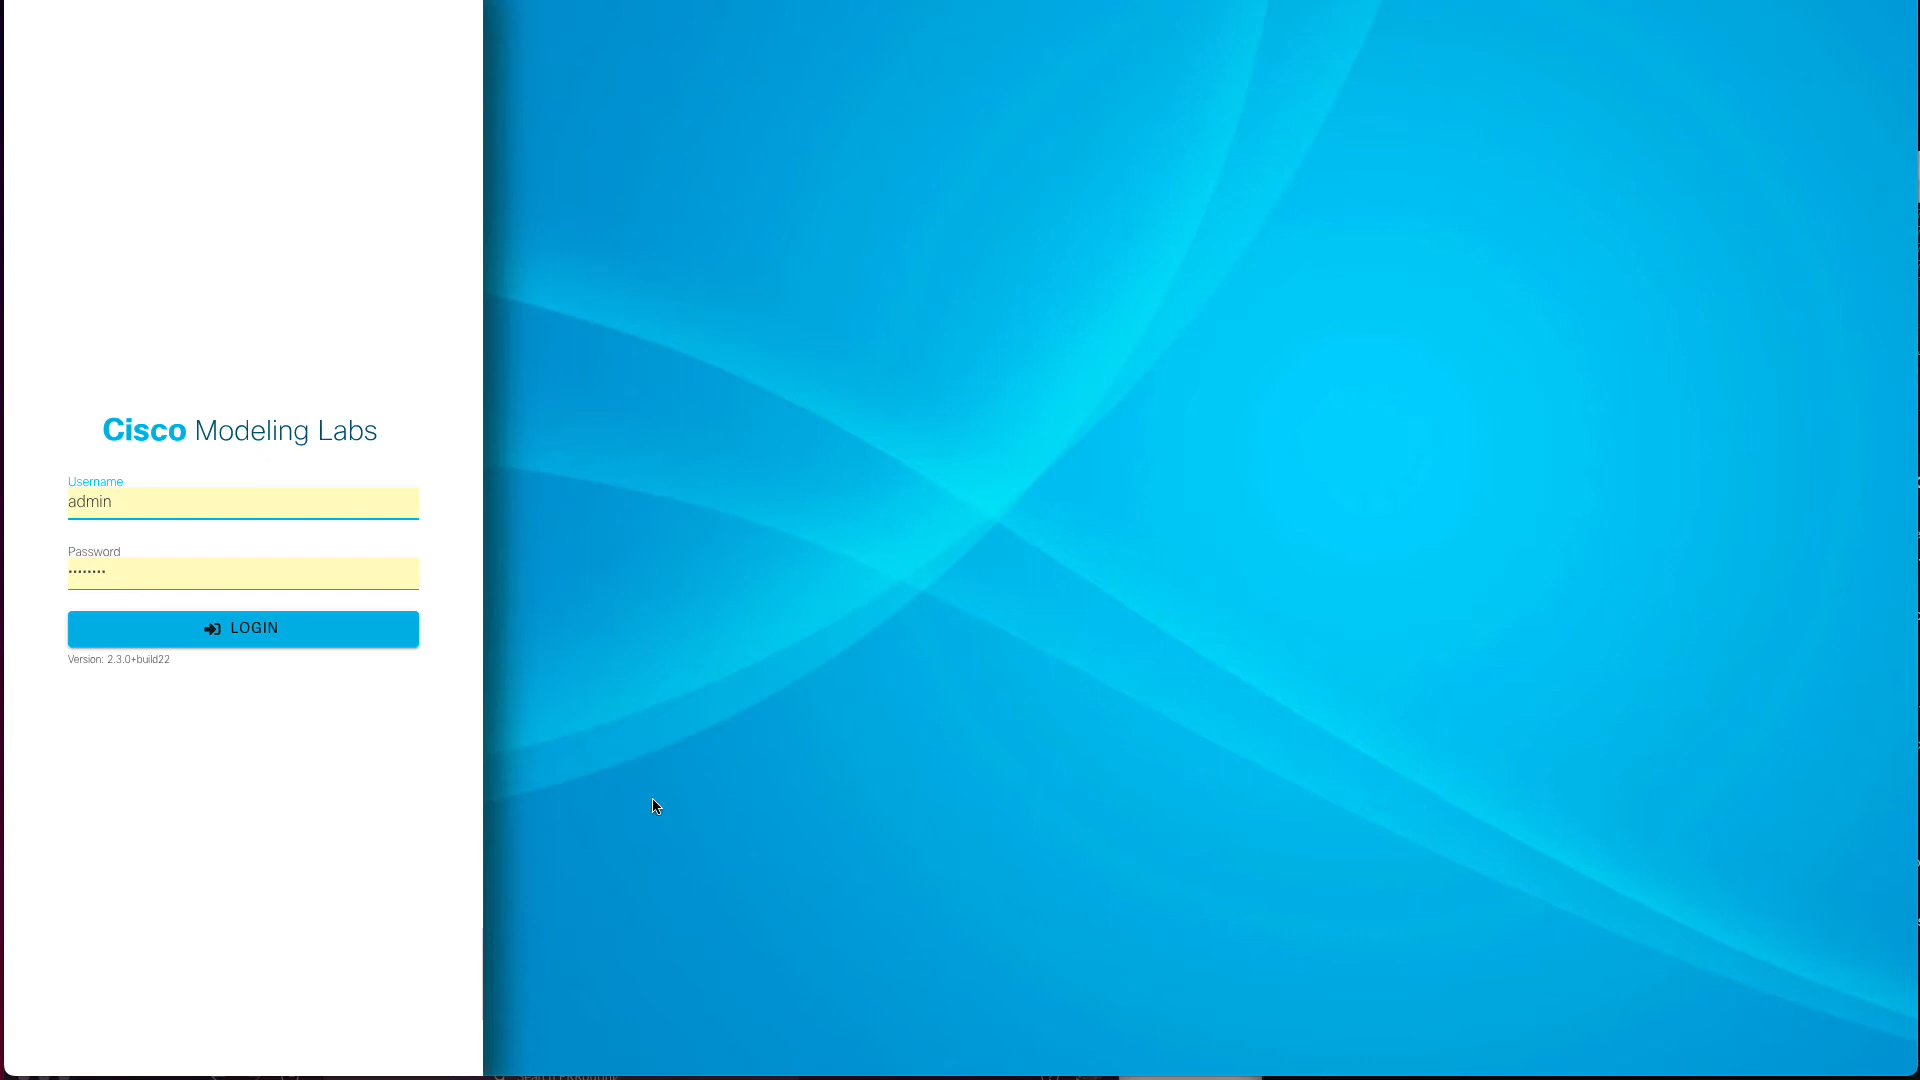 Cisco Modeling Labs
Username
admin
Password
••••••••
LOGIN
Version: 2.3.0+build22